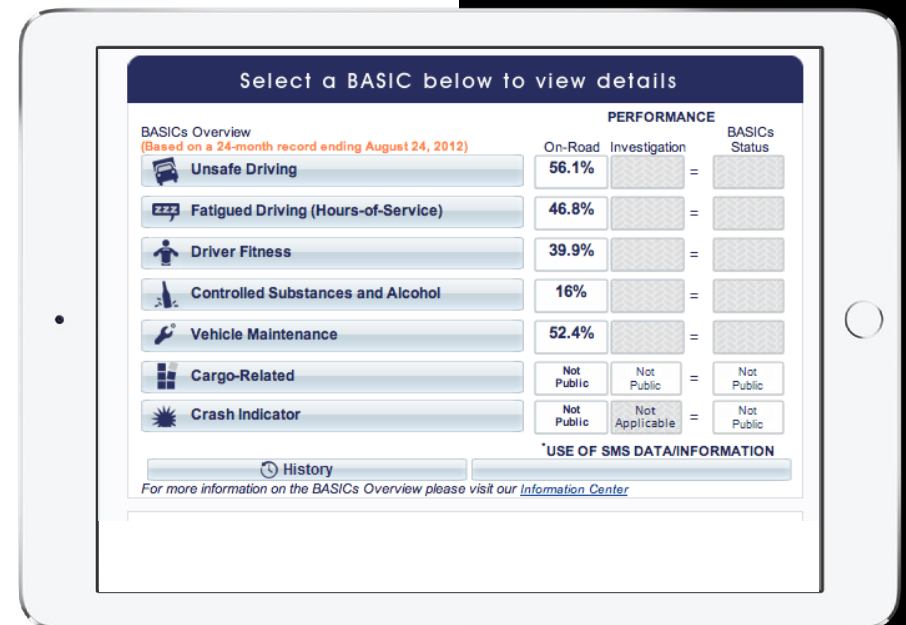 Select a BASIC below to view details
PERFORMANCE
BASICs Overview
BASICs
(Based on a 24-month record ending August 24, 2012)
On-Road Investigation Status
Unsafe Driving 56.1% =
zzz Fatigued Driving (Hours-of-Service) 46.8% =
Driver Fitness 39.9% =
Controlled Substances and Alcohol 16% =
Vehicle Maintenance 52.4% =
Cargo-Related Not Public Not Public = Not Public
Crash Indicator Not Public Not Applicable = Not Public
*USE OF SMS DATA/INFORMATION
History
For more information on the BASICs Overview please visit our Information Center